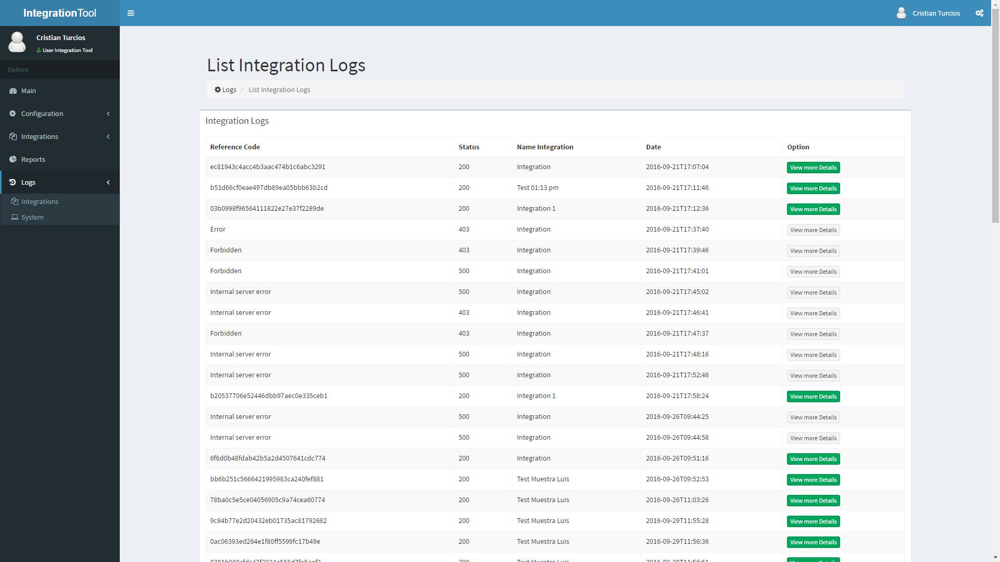 IntegrationTool
Cristian Turcios
Cristian Turcios
User Integration Tool
Options
Main
Configuration
Integrations
Reports
Logs
Integrations
System
List Integration Logs
Logs / List Integration Logs
Integration Logs
Reference Code Status Name Integration Date Option
ec81943c4acc4b3aac474b1c6abc3291 200 Integration 2016-09-21T17:07:04 View more Details
b51d66cf0eae497db89ea05bbb63b2cd 200 Test 01:13 pm 2016-09-21T17:11:46 View more Details
03b0998f96564111822e27e37f2289de 200 Integration 1 2016-09-21T17:12:36 View more Details
Error 403 Integration 2016-09-21T17:37:40 View more Details
Forbidden 403 Integration 2016-09-21T17:39:46 View more Details
Forbidden 500 Integration 2016-09-21T17:41:01 View more Details
Internal server error 500 Integration 2016-09-21T17:45:02 View more Details
Internal server error 403 Integration 2016-09-21T17:46:41 View more Details
Forbidden 403 Integration 2016-09-21T17:47:37 View more Details
Internal server error 500 Integration 2016-09-21T17:48:16 View more Details
Internal server error 500 Integration 2016-09-21T17:52:46 View more Details
b20537706e52446dbb97aec0e335ceb1 200 Integration 1 2016-09-21T17:58:24 View more Details
Internal server error 500 Integration 2016-09-26T09:44:25 View more Details
Internal server error 500 Integration 2016-09-26T09:44:58 View more Details
6f6d0b48fdab42b5a2d4507641cdc774 200 Integration 2016-09-26T09:51:16 View more Details
bb6b251c5666421995983ca240fef881 200 Test Muestra Luis 2016-09-26T09:52:53 View more Details
78ba0c5e5ce04056905c9a74cea60774 200 Test Muestra Luis 2016-09-26T11:03:26 View more Details
9c84b77e2d20432eb01735ac81792682 200 Test Muestra Luis 2016-09-29T11:55:28 View more Details
0ac06393ed264e1f80ff5599fc17b49e 200 Test Muestra Luis 2016-09-29T11:56:36 View more Details
200 Test Muestra Luis